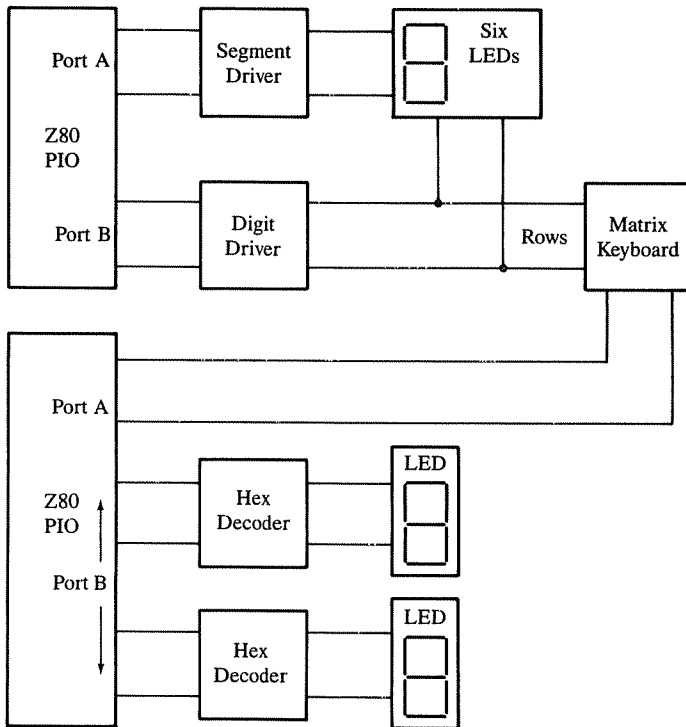 Port A
Z80
PIO
Port B
Segment
Driver
Six
LEDs
Digit
Driver
Rows
Matrix
Keyboard
Port A
Z80
PIO
Port B
Hex
Decoder
LED
Hex
Decoder
LED